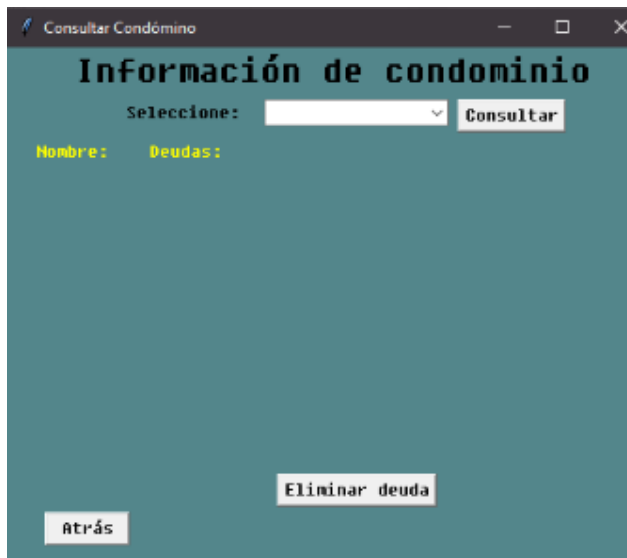 Consultar Condómino
Información de condominio
Seleccione: Consultar
Nombre: Deudas:
Eliminar deuda
Atrás